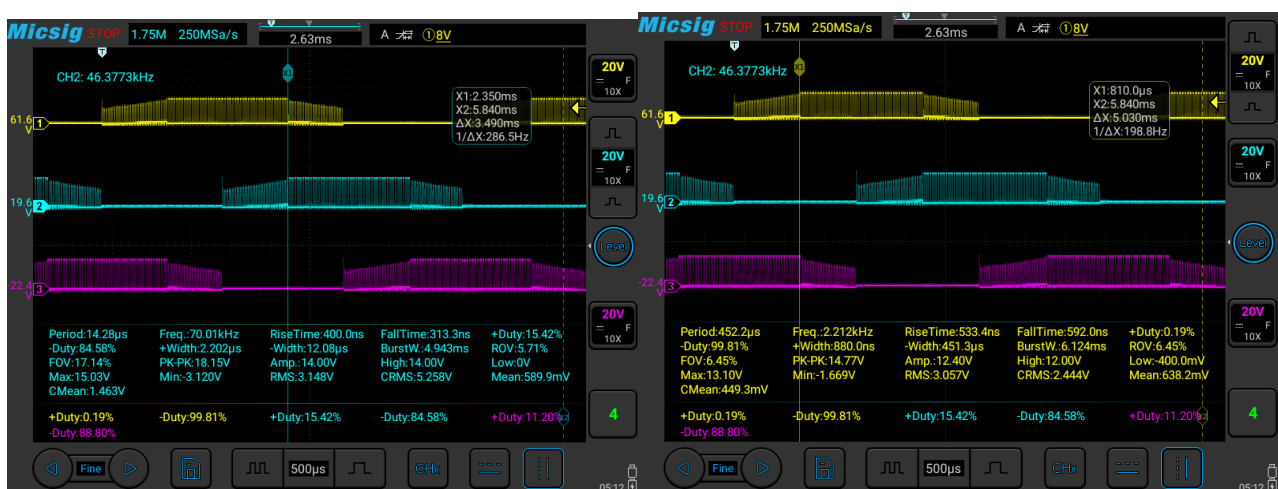 Micsig STOP 1.75M 250MSa/s 2.63ms A ①8V
T
X1
CH2: 46.3773kHz
20V
F
10X
X1:2.350ms
X2:5.840ms
ΔX:3.490ms
1/ΔX:286.5Hz
61.6
V
1
20V
F
10X
19.6
V
2
Level
-22.4
V
3
20V
F
10X
Period:14.28μs Freq.:70.01kHz RiseTime:400.0ns FallTime:313.3ns +Duty:15.42%
-Duty:84.58% +Width:2.202μs -Width:12.08μs BurstW.:4.943ms ROV:5.71%
FOV:17.14% PK-PK:18.15V Amp.:14.00V High:14.00V Low:0V
Max:15.03V Min:-3.120V RMS:3.148V CRMS:5.258V Mean:589.9mV
CMean:1.463V
+Duty:0.19% -Duty:99.81% +Duty:15.42% -Duty:84.58% +Duty:11.20%
-Duty:88.80%
X2
4
Fine 500μs CHx
05:12
Micsig STOP 1.75M 250MSa/s 2.63ms A ①8V
T
X1
CH2: 46.3773kHz
20V
F
10X
X1:810.0μs
X2:5.840ms
ΔX:5.030ms
1/ΔX:198.8Hz
61.6
V
1
20V
F
10X
19.6
V
2
Level
-22.4
V
3
20V
F
10X
Period:452.2μs Freq.:2.212kHz RiseTime:533.4ns FallTime:592.0ns +Duty:0.19%
-Duty:99.81% +Width:880.0ns -Width:451.3μs BurstW.:6.124ms ROV:6.45%
FOV:6.45% PK-PK:14.77V Amp.:12.40V High:12.00V Low:-400.0mV
Max:13.10V Min:-1.669V RMS:3.057V CRMS:2.444V Mean:638.2mV
CMean:449.3mV
+Duty:0.19% -Duty:99.81% +Duty:15.42% -Duty:84.58% +Duty:11.20%
-Duty:88.80%
X2
4
Fine 500μs CHx
05:12